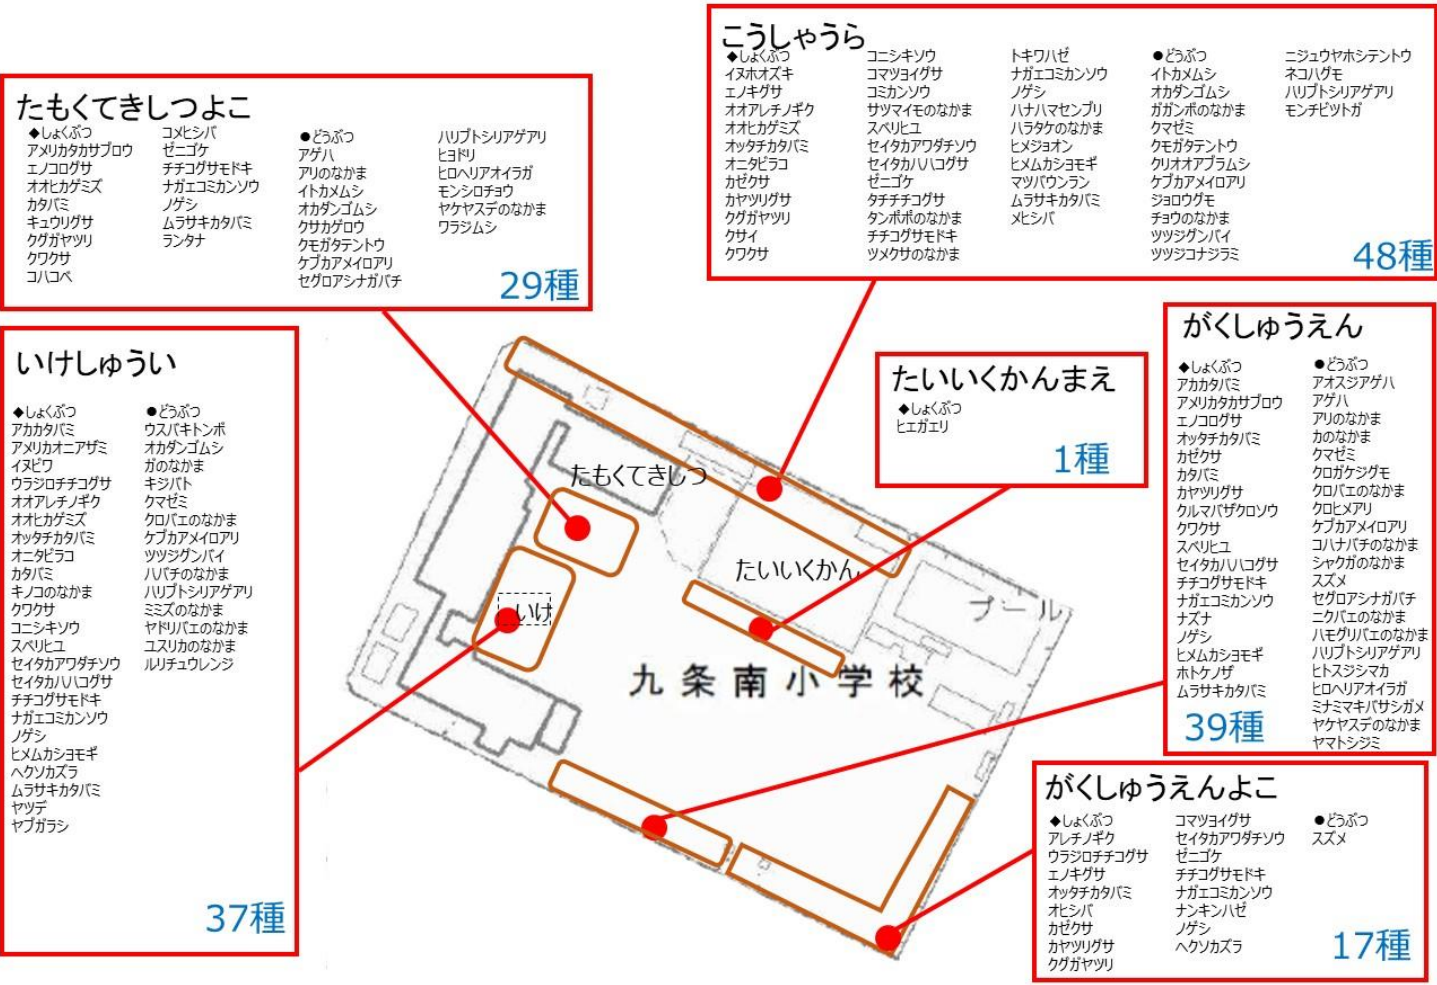 たもくてきしつよこ
◆しょくぶつ
アメリカタカサブロウ
エノコログサ
オオヒカゲミズ
カタバミ
キュウリグサ
クグガヤツリ
クワクサ
コハコベ
コメヒシバ
ゼニゴケ
チチコグサモドキ
ナガエコミカンソウ
ノゲシ
ムラサキカタバミ
ランタナ
●どうぶつ
アゲハ
アリのなかま
イトカメムシ
オカダンゴムシ
クサカゲロウ
クモガタテントウ
ケブカアメイロアリ
セグロアシナガバチ
ハリブトシリアゲアリ
ヒヨドリ
ヒロヘリアオイラガ
モンシロチョウ
ヤケヤスデのなかま
ワラジムシ
29種
こうしゃうら
◆しょくぶつ
イヌホオズキ
エノキグサ
オオアレチノギク
オオヒカゲミズ
オッタチカタバミ
オニタビラコ
カゼクサ
カヤツリグサ
クグガヤツリ
クサイ
クワクサ
コニシキソウ
コマツヨイグサ
コミカンソウ
サツマイモのなかま
スベリヒユ
セイタカアワダチソウ
セイタカハハコグサ
ゼニゴケ
タチチチコグサ
タンポポのなかま
チチコグサモドキ
ツメクサのなかま
トキワハゼ
ナガエコミカンソウ
ノゲシ
ハナハマセンブリ
ハラタケのなかま
ヒメジョオン
ヒメムカシヨモギ
マツバウンラン
ムラサキカタバミ
メヒシバ
●どうぶつ
イトカメムシ
オカダンゴムシ
ガガンボのなかま
クマゼミ
クモガタテントウ
クリオオアブラムシ
ケブカアメイロアリ
ジョロウグモ
チョウのなかま
ツツジグンバイ
ツツジコナジラミ
ニジュウヤホシテントウ
ネコハグモ
ハリブトシリアゲアリ
モンチビツトガ
48種
いけしゅうい
◆しょくぶつ
アカカタバミ
アメリカオニアザミ
イヌビワ
ウラジロチチコグサ
オオアレチノギク
オオヒカゲミズ
オッタチカタバミ
オニタビラコ
カタバミ
キノコのなかま
クワクサ
コニシキソウ
スベリヒユ
セイタカアワダチソウ
セイタカハハコグサ
チチコグサモドキ
ナガエコミカンソウ
ノゲシ
ヒメムカシヨモギ
ヘクソカズラ
ムラサキカタバミ
ヤツデ
ヤブガラシ
●どうぶつ
ウスバキトンボ
オカダンゴムシ
ガのなかま
キジバト
クマゼミ
クロバエのなかま
ケブカアメイロアリ
ツツジグンバイ
ハバチのなかま
ハリブトシリアゲアリ
ミミズのなかま
ヤドリバエのなかま
ユスリカのなかま
ルリチュウレンジ
37種
たいいくかんまえ
◆しょくぶつ
ヒエガエリ
1種
がくしゅうえん
◆しょくぶつ
アカカタバミ
アメリカタカサブロウ
エノコログサ
オッタチカタバミ
カゼクサ
カタバミ
カヤツリグサ
クルマバザクロソウ
クワクサ
スベリヒユ
セイタカハハコグサ
チチコグサモドキ
ナガエコミカンソウ
ナズナ
ノゲシ
ヒメムカシヨモギ
ホトケノザ
ムラサキカタバミ
●どうぶつ
アオスジアゲハ
アゲハ
アリのなかま
カのなかま
クマゼミ
クロガケジグモ
クロバエのなかま
クロヒメアリ
ケブカアメイロアリ
コハナバチのなかま
シャクガのなかま
スズメ
セグロアシナガバチ
ニクバエのなかま
ハモグリバエのなかま
ハリブトシリアゲアリ
ヒトスジシマカ
ヒロヘリアオイラガ
ミナミマキバサシガメ
ヤケヤスデのなかま
ヤマトシジミ
39種
がくしゅうえんよこ
◆しょくぶつ
アレチノギク
ウラジロチチコグサ
エノキグサ
オッタチカタバミ
オヒシバ
カゼクサ
カヤツリグサ
クグガヤツリ
コマツヨイグサ
セイタカアワダチソウ
ゼニゴケ
チチコグサモドキ
ナガエコミカンソウ
ナンキンハゼ
ノゲシ
ヘクソカズラ
●どうぶつ
スズメ
17種
たもくてきしつ
たいいくかん
プール
いけ
九条南小学校